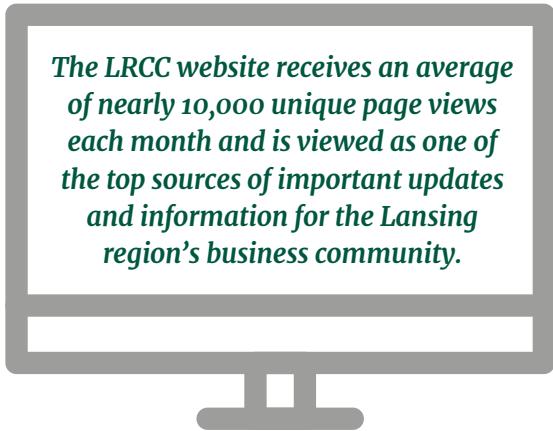 The LRCC website receives an average
of nearly 10,000 unique page views
each month and is viewed as one of
the top sources of important updates
and information for the Lansing
region’s business community.